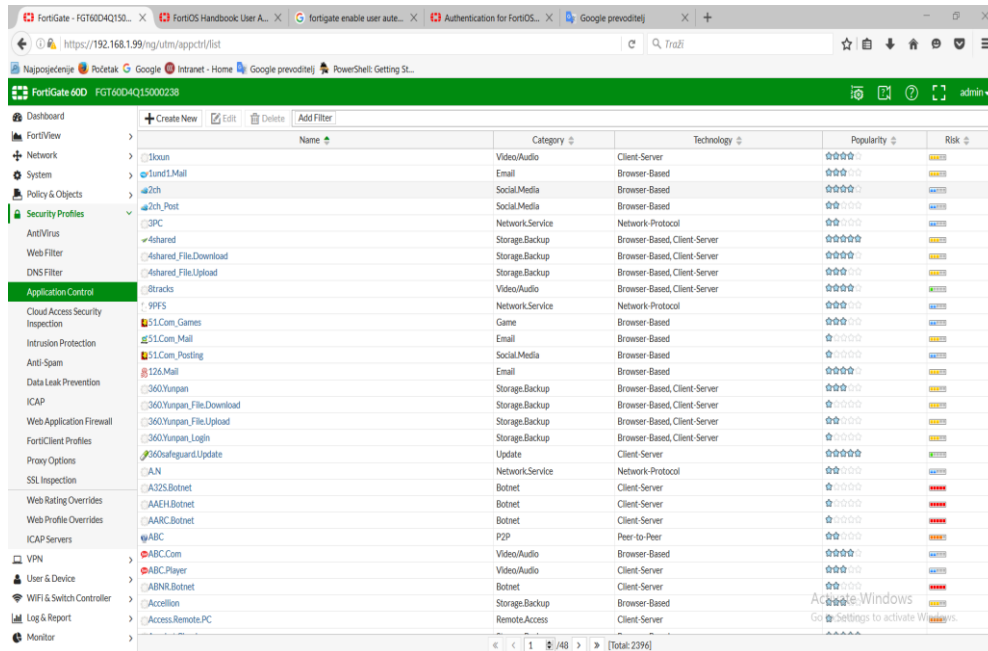 FortiGate - FGT60D4Q150...
FortiOS Handbook: User A...
fortigate enable user aute...
Authentication for FortiOS...
Google prevoditelj
https://192.168.1.99/ng/utm/appctrl/list
Traži
Najposjećenije Početak Google Intranet - Home Google prevoditelj PowerShell: Getting St...
FortiGate 60D FGT60D4Q15000238
admin
Dashboard
FortiView
Network
System
Policy & Objects
Security Profiles
AntiVirus
Web Filter
DNS Filter
Application Control
Cloud Access Security
Inspection
Intrusion Protection
Anti-Spam
Data Leak Prevention
ICAP
Web Application Firewall
FortiClient Profiles
Proxy Options
SSL Inspection
Web Rating Overrides
Web Profile Overrides
ICAP Servers
VPN
User & Device
WiFi & Switch Controller
Log & Report
Monitor
Create New Edit Delete Add Filter
Name Category Technology Popularity Risk
1kxun Video/Audio Client-Server
1und1.Mail Email Browser-Based
2ch Social.Media Browser-Based
2ch_Post Social.Media Browser-Based
3PC Network.Service Network-Protocol
4shared Storage.Backup Browser-Based, Client-Server
4shared_File.Download Storage.Backup Browser-Based, Client-Server
4shared_File.Upload Storage.Backup Browser-Based, Client-Server
8tracks Video/Audio Browser-Based, Client-Server
9PFS Network.Service Network-Protocol
51.Com_Games Game Browser-Based
51.Com_Mail Email Browser-Based
51.Com_Posting Social.Media Browser-Based
126.Mail Email Browser-Based
360.Yunpan Storage.Backup Browser-Based, Client-Server
360.Yunpan_File.Download Storage.Backup Browser-Based, Client-Server
360.Yunpan_File.Upload Storage.Backup Browser-Based, Client-Server
360.Yunpan_Login Storage.Backup Browser-Based, Client-Server
360safeguard.Update Update Client-Server
A.N Network.Service Network-Protocol
A325.Botnet Botnet Client-Server
AAEH.Botnet Botnet Client-Server
AARC.Botnet Botnet Client-Server
ABC P2P Peer-to-Peer
ABC.Com Video/Audio Browser-Based
ABC.Player Video/Audio Client-Server
ABNR.Botnet Botnet Client-Server
Accellion Storage.Backup Browser-Based
Access.Remote.PC Remote.Access Client-Server
Activate Windows
Go to Settings to activate Windows.
1 /48 [Total: 2396]